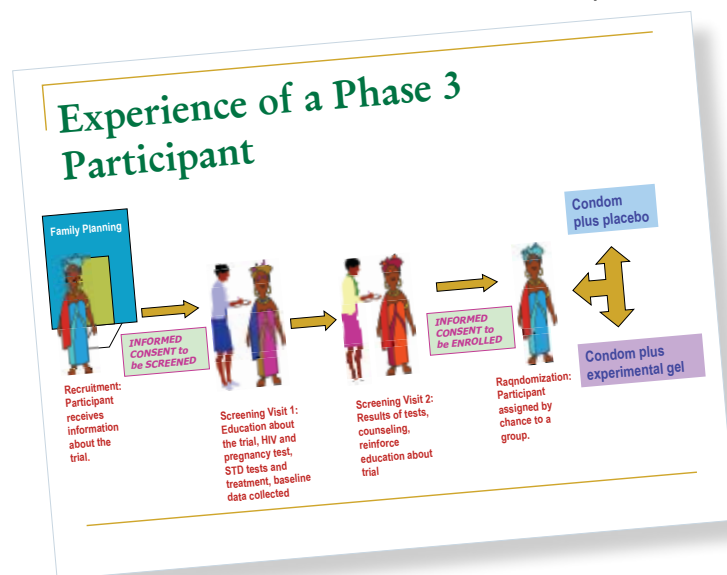 Experience of a Phase 3
Participant
Family Planning
Condom
plus placebo
INFORMED
CONSENT to
be SCREENED
INFORMED
CONSENT to
be ENROLLED
Condom plus
experimental gel
Recruitment:
Participant
receives
information
about the
trial.
Screening Visit 1:
Education about
the trial, HIV and
pregnancy test,
STD tests and
treatment, baseline
data collected
Screening Visit 2:
Results of tests,
counseling,
reinforce
education about
trial
Raqndomization:
Participant
assigned by
chance to a
group.